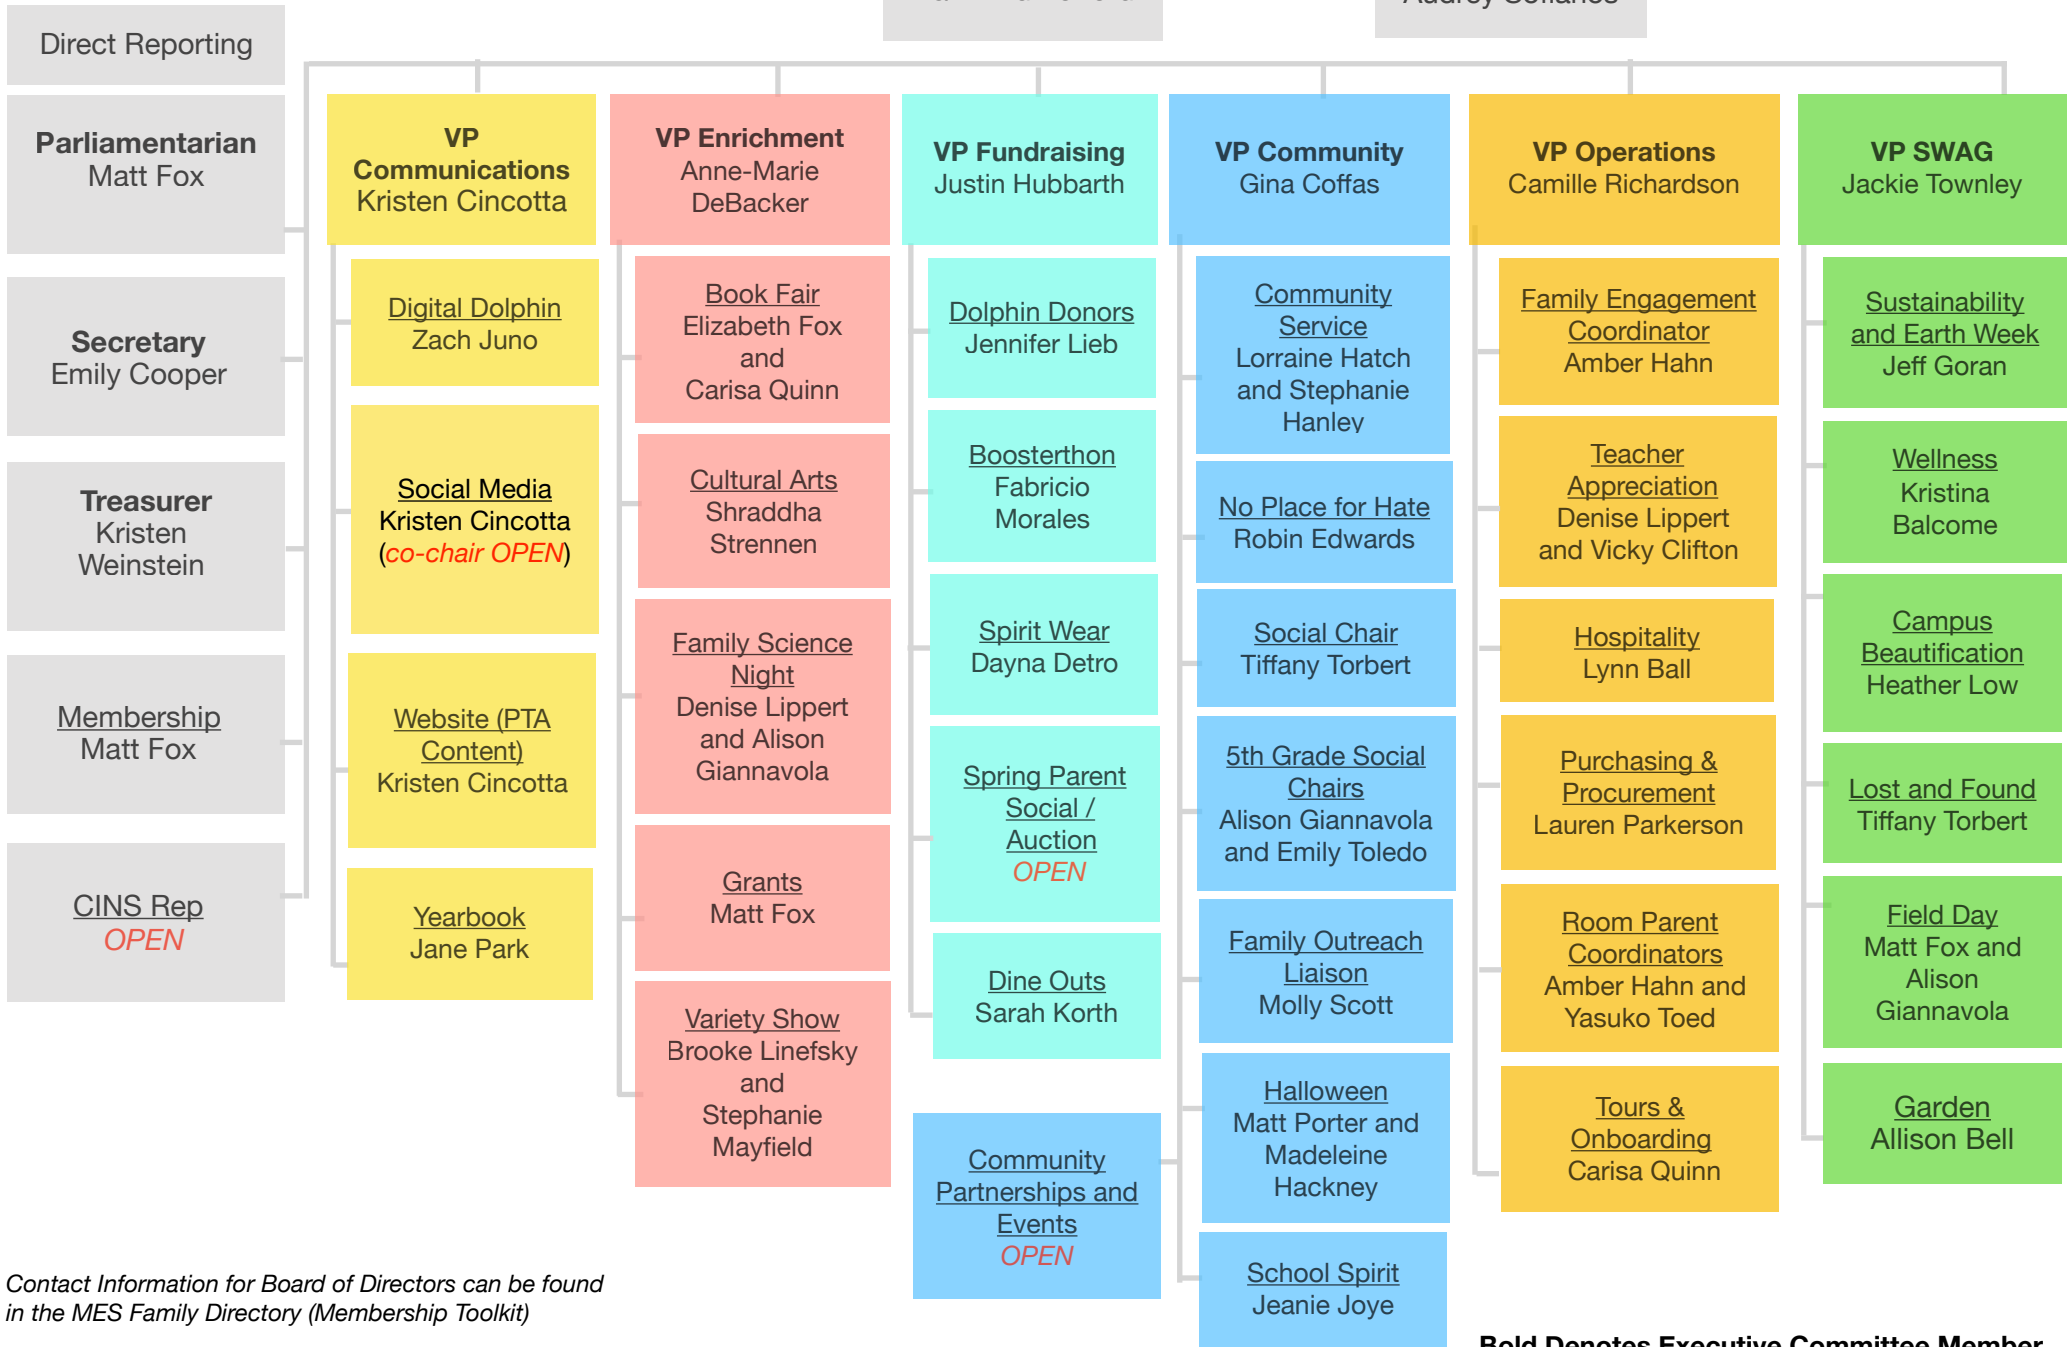 Direct Reporting
Parliamentarian
Matt Fox
Secretary
Emily Cooper
Treasurer
Kristen
Weinstein
Membership
Matt Fox
CINS Rep
OPEN
VP
Communications
Kristen Cincotta
Digital Dolphin
Zach Juno
Social Media
Kristen Cincotta
(co-chair OPEN)
Website (PTA
Content)
Kristen Cincotta
Yearbook
Jane Park
VP Enrichment
Anne-Marie
DeBacker
Book Fair
Elizabeth Fox
and
Carisa Quinn
Cultural Arts
Shraddha
Strennen
Family Science
Night
Denise Lippert
and Alison
Giannavola
Grants
Matt Fox
Variety Show
Brooke Linefsky
and
Stephanie
Mayfield
VP Fundraising
Justin Hubbarth
Dolphin Donors
Jennifer Lieb
Boosterthon
Fabricio
Morales
Spirit Wear
Dayna Detro
Spring Parent
Social /
Auction
OPEN
Dine Outs
Sarah Korth
VP Community
Gina Coffas
Community
Service
Lorraine Hatch
and Stephanie
Hanley
No Place for Hate
Robin Edwards
Social Chair
Tiffany Torbert
5th Grade Social
Chairs
Alison Giannavola
and Emily Toledo
Family Outreach
Liaison
Molly Scott
Halloween
Matt Porter and
Madeleine
Hackney
Community
Partnerships and
Events
OPEN
School Spirit
Jeanie Joye
VP Operations
Camille Richardson
Family Engagement
Coordinator
Amber Hahn
Teacher
Appreciation
Denise Lippert
and Vicky Clifton
Hospitality
Lynn Ball
Purchasing &
Procurement
Lauren Parkerson
Room Parent
Coordinators
Amber Hahn and
Yasuko Toed
Tours &
Onboarding
Carisa Quinn
VP SWAG
Jackie Townley
Sustainability
and Earth Week
Jeff Goran
Wellness
Kristina
Balcome
Campus
Beautification
Heather Low
Lost and Found
Tiffany Torbert
Field Day
Matt Fox and
Alison
Giannavola
Garden
Allison Bell
Contact Information for Board of Directors can be found
in the MES Family Directory (Membership Toolkit)
Bold Denotes Executive Committee Member